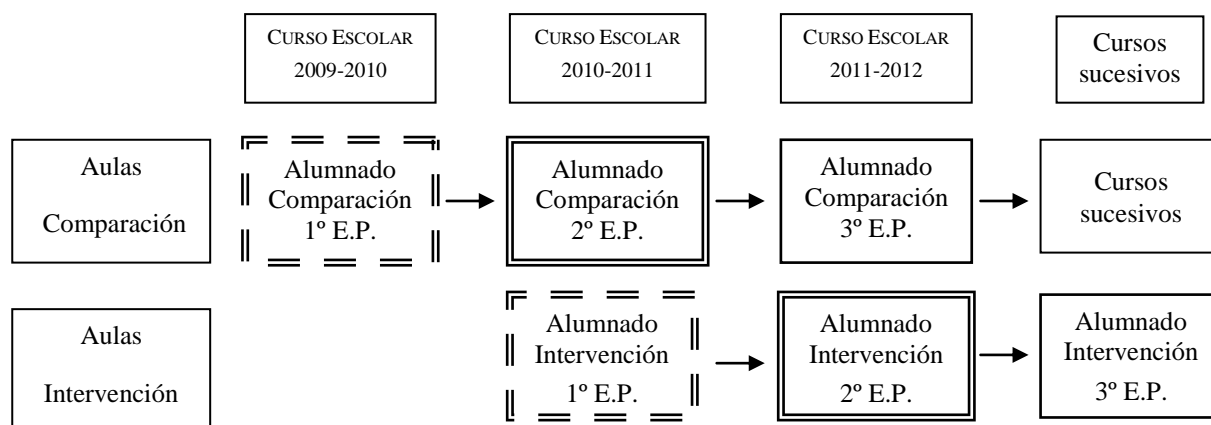 CURSO ESCOLAR
2009-2010
CURSO ESCOLAR
2010-2011
CURSO ESCOLAR
2011-2012
Cursos
sucesivos
Aulas
Comparación
Alumnado
Comparación
1º E.P.
Alumnado
Comparación
2º E.P.
Alumnado
Comparación
3º E.P.
Cursos
sucesivos
Aulas
Intervención
Alumnado
Intervención
1º E.P.
Alumnado
Intervención
2º E.P.
Alumnado
Intervención
3º E.P.